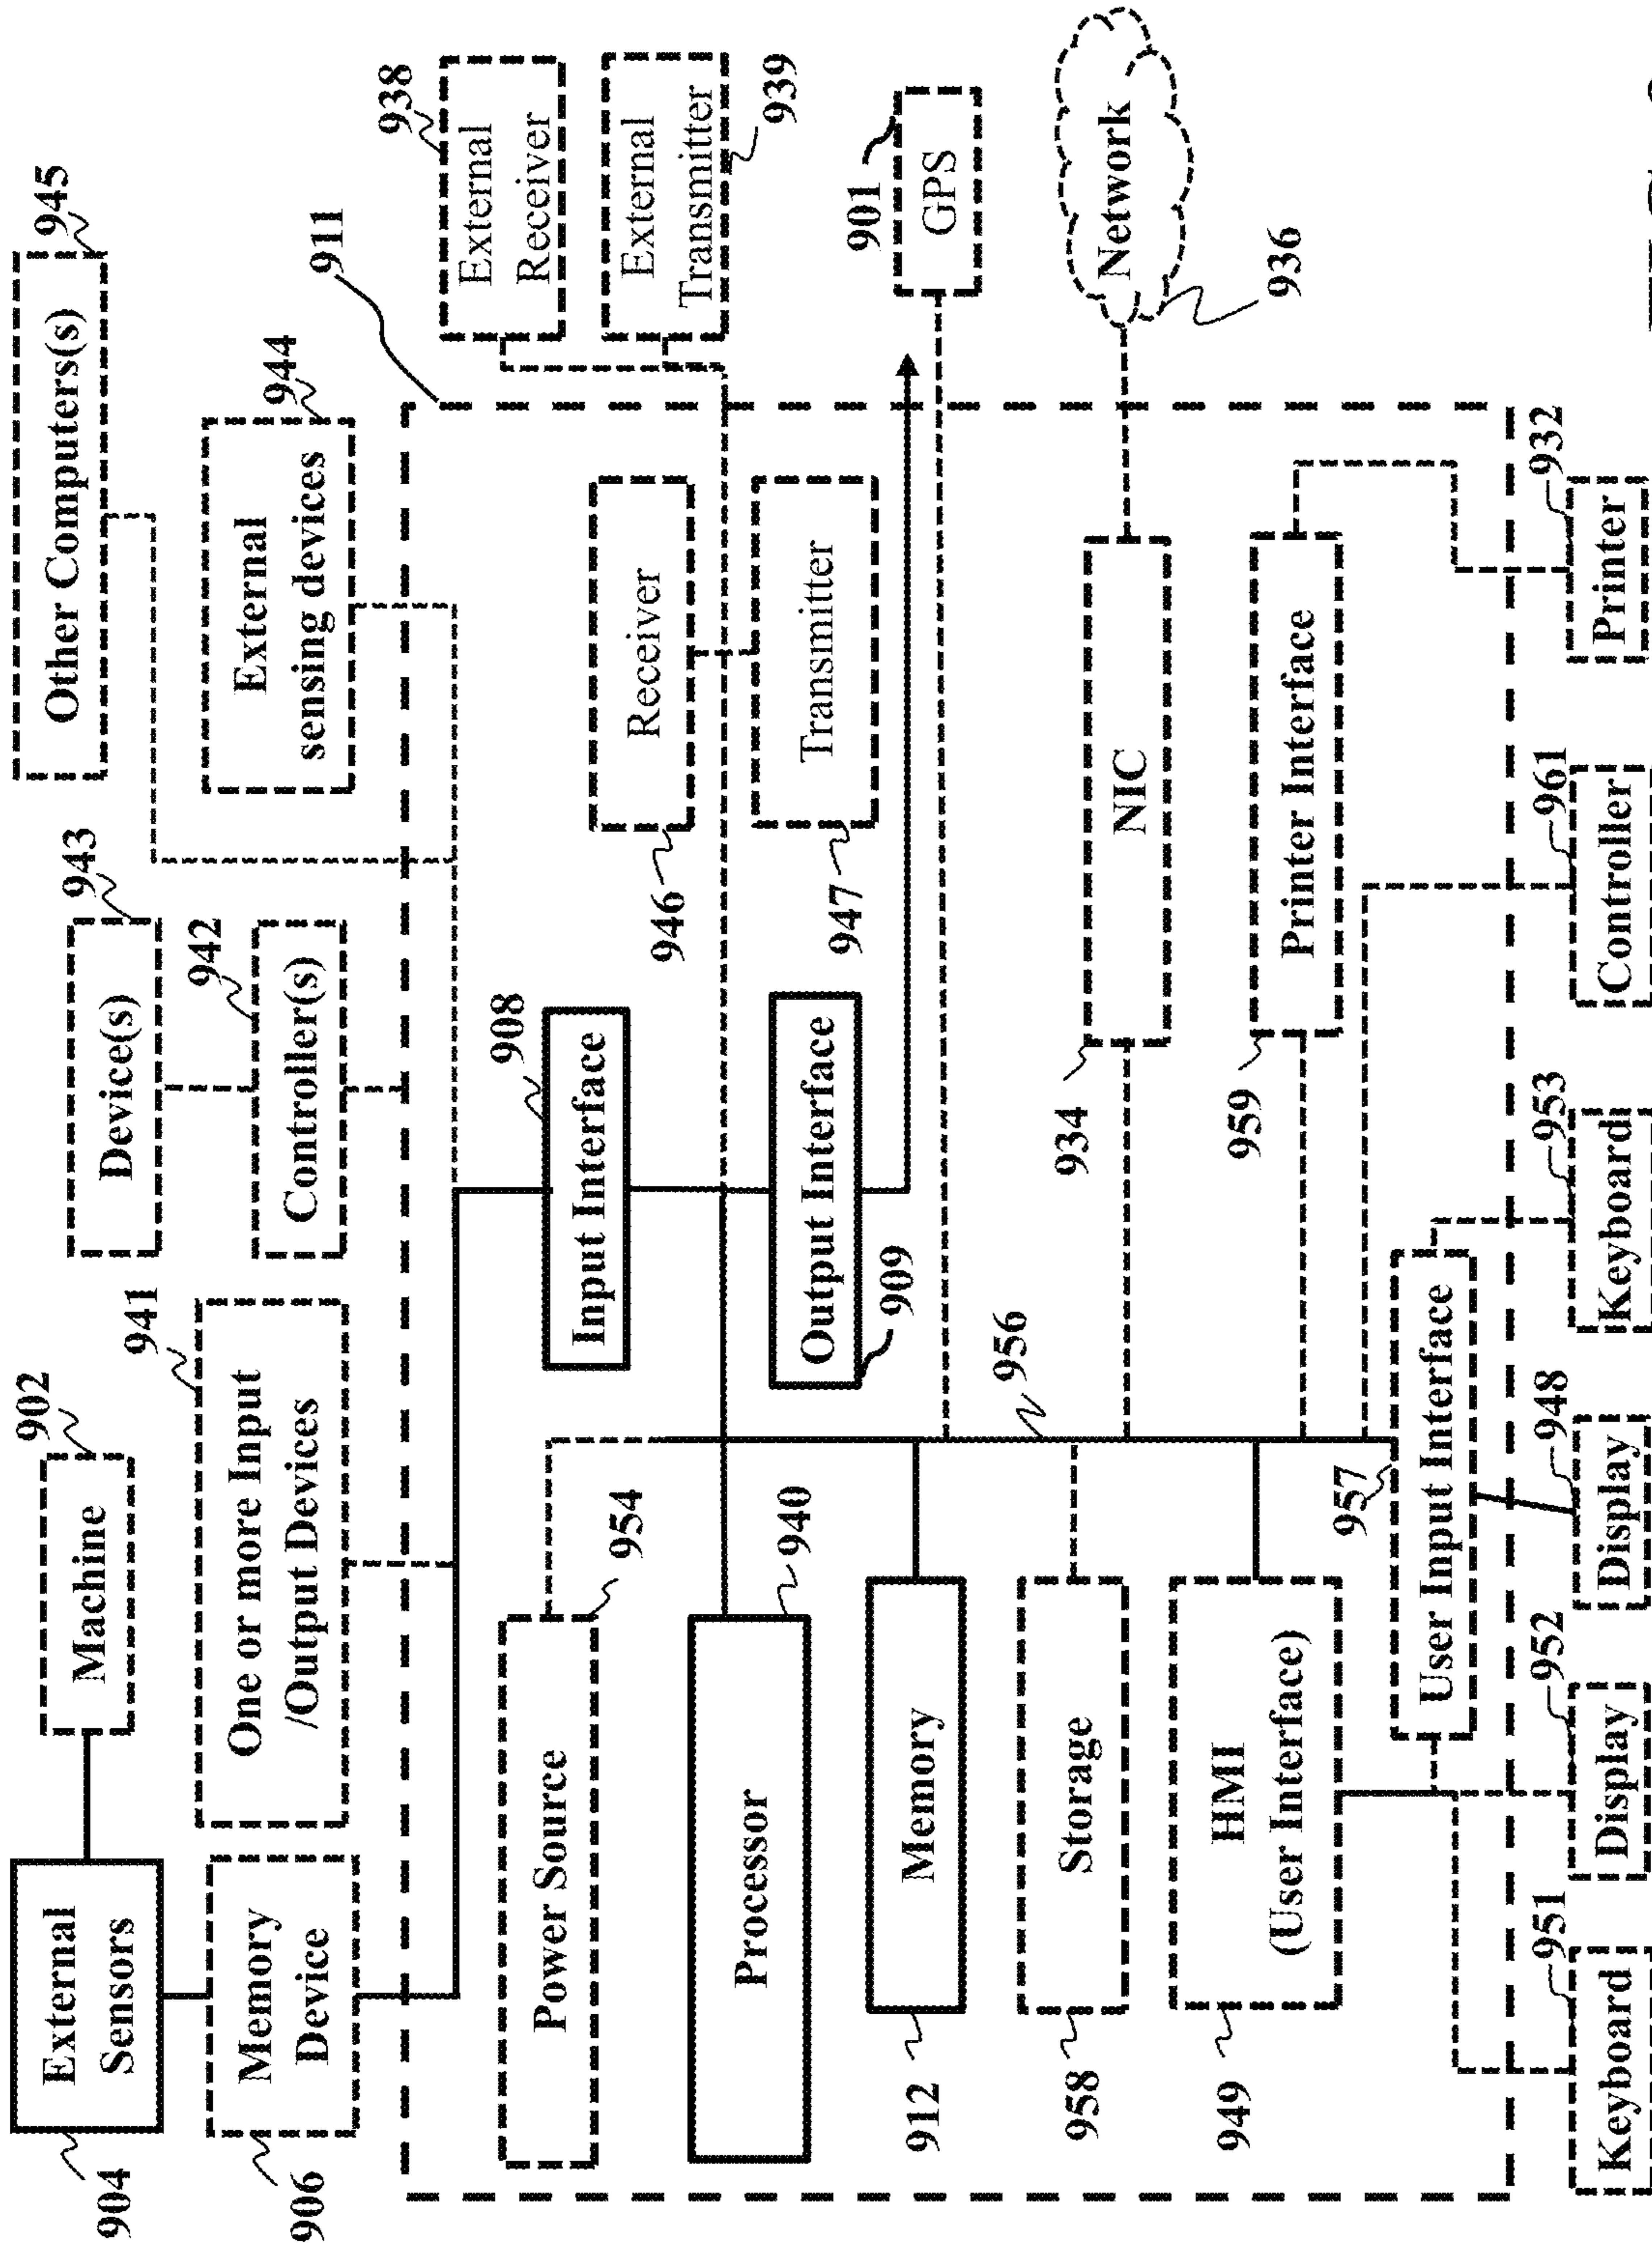 Other Computers(s)
945
External
Sensors
904
Machine
902
Device(s)
943
941
942
944
One or more Input
/Output Devices
Controller(s)
External
sensing devices
Memory
Device
906
911
938
External
Receiver
908
Power Source
954
Input Interface
Receiver
946
External
Transmitter
939
Processor
940
Output Interface
909
Transmitter
947
901
GPS
Memory
912
956
Storage
958
934
NIC
Network
936
HMI
(User Interface)
949
959
Printer Interface
957
User Input Interface
951
952
948
953
961
932
Keyboard
Display
Display
Keyboard
Controller
Printer